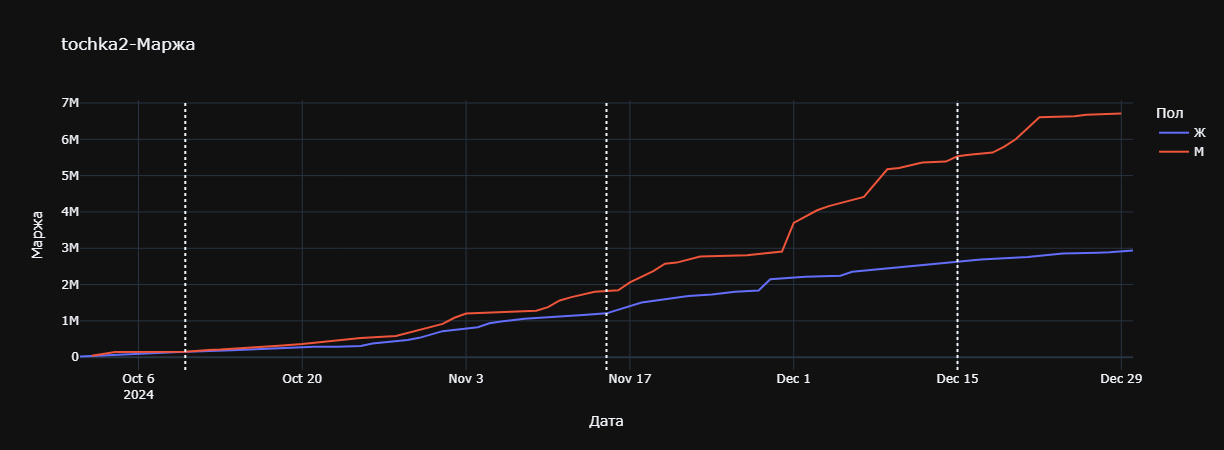 tochka2-Маржа
7M
6M
5M
4M
3M
2M
1M
0
Маржа
Oct 6
2024
Oct 20
Nov 3
Nov 17
Dec 1
Dec 15
Dec 29
Дата
Пол
Ж
М